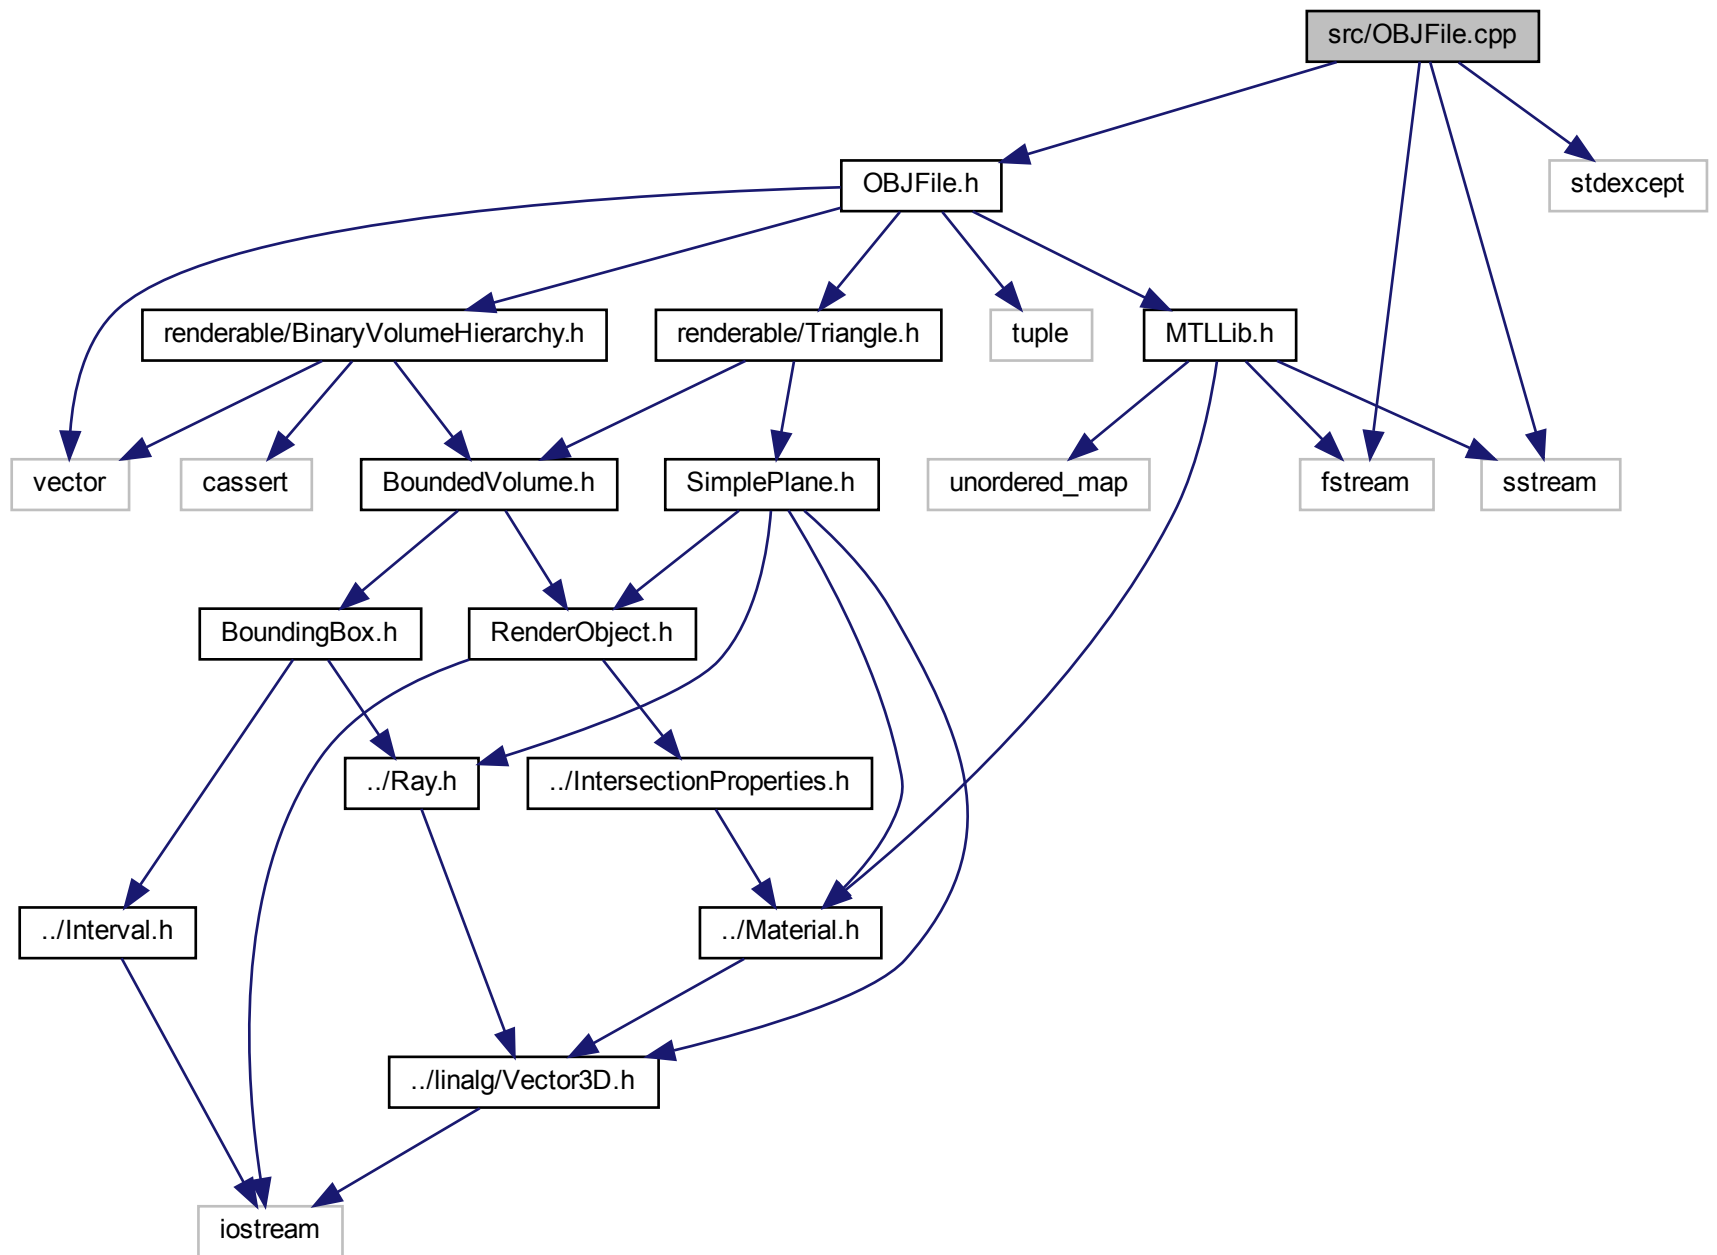 src/OBJFile.cpp
OBJFile.h
stdexcept
renderable/BinaryVolumeHierarchy.h
renderable/Triangle.h
tuple
MTLLib.h
vector
cassert
BoundedVolume.h
SimplePlane.h
unordered_map
fstream
sstream
BoundingBox.h
RenderObject.h
../Ray.h
../IntersectionProperties.h
../Interval.h
../Material.h
../linalg/Vector3D.h
iostream